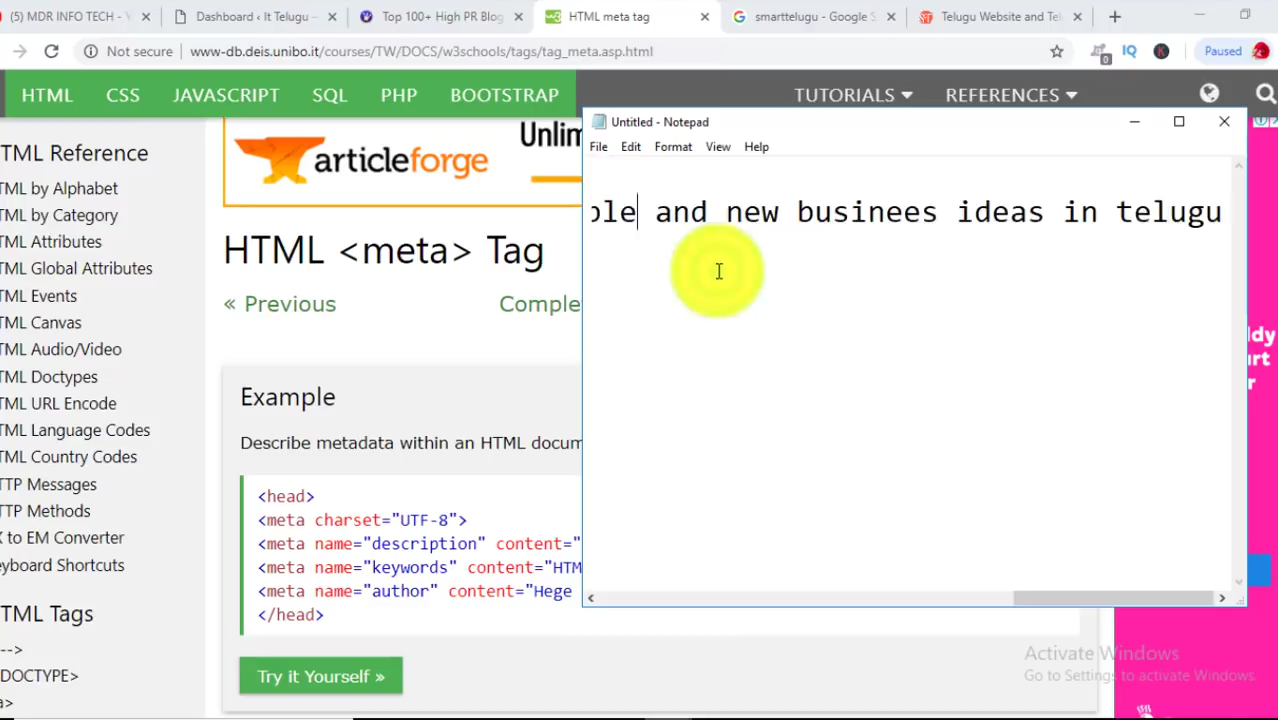 (5) MDR INFO TECH - Y
Dashboard ‹ It Telugu —
Top 100+ High PR Blog
HTML meta tag
smarttelugu - Google S
Telugu Website and Te
Not secure
www-db.deis.unibo.it/courses/TW/DOCS/w3schools/tags/tag_meta.asp.html
0
IQ
Paused
HTML CSS JAVASCRIPT SQL PHP BOOTSTRAP TUTORIALS REFERENCES
TML Reference
TML by Alphabet
TML by Category
TML Attributes
TML Global Attributes
TML Events
TML Canvas
TML Audio/Video
TML Doctypes
TML URL Encode
TML Language Codes
TML Country Codes
TTP Messages
TTP Methods
X to EM Converter
eyboard Shortcuts
TML Tags
-->
DOCTYPE>
a>
articleforge
Unlim
HTML <meta> Tag
« Previous
Comple
Example
Describe metadata within an HTML docum
<head>
<meta charset="UTF-8">
<meta name="description" content="
<meta name="keywords" content="HTM
<meta name="author" content="Hege
</head>
Try it Yourself »
Untitled - Notepad
File Edit Format View Help
ble and new businees ideas in telugu
ddy
urt
r
Activate Windows
Go to Settings to activate Windows.